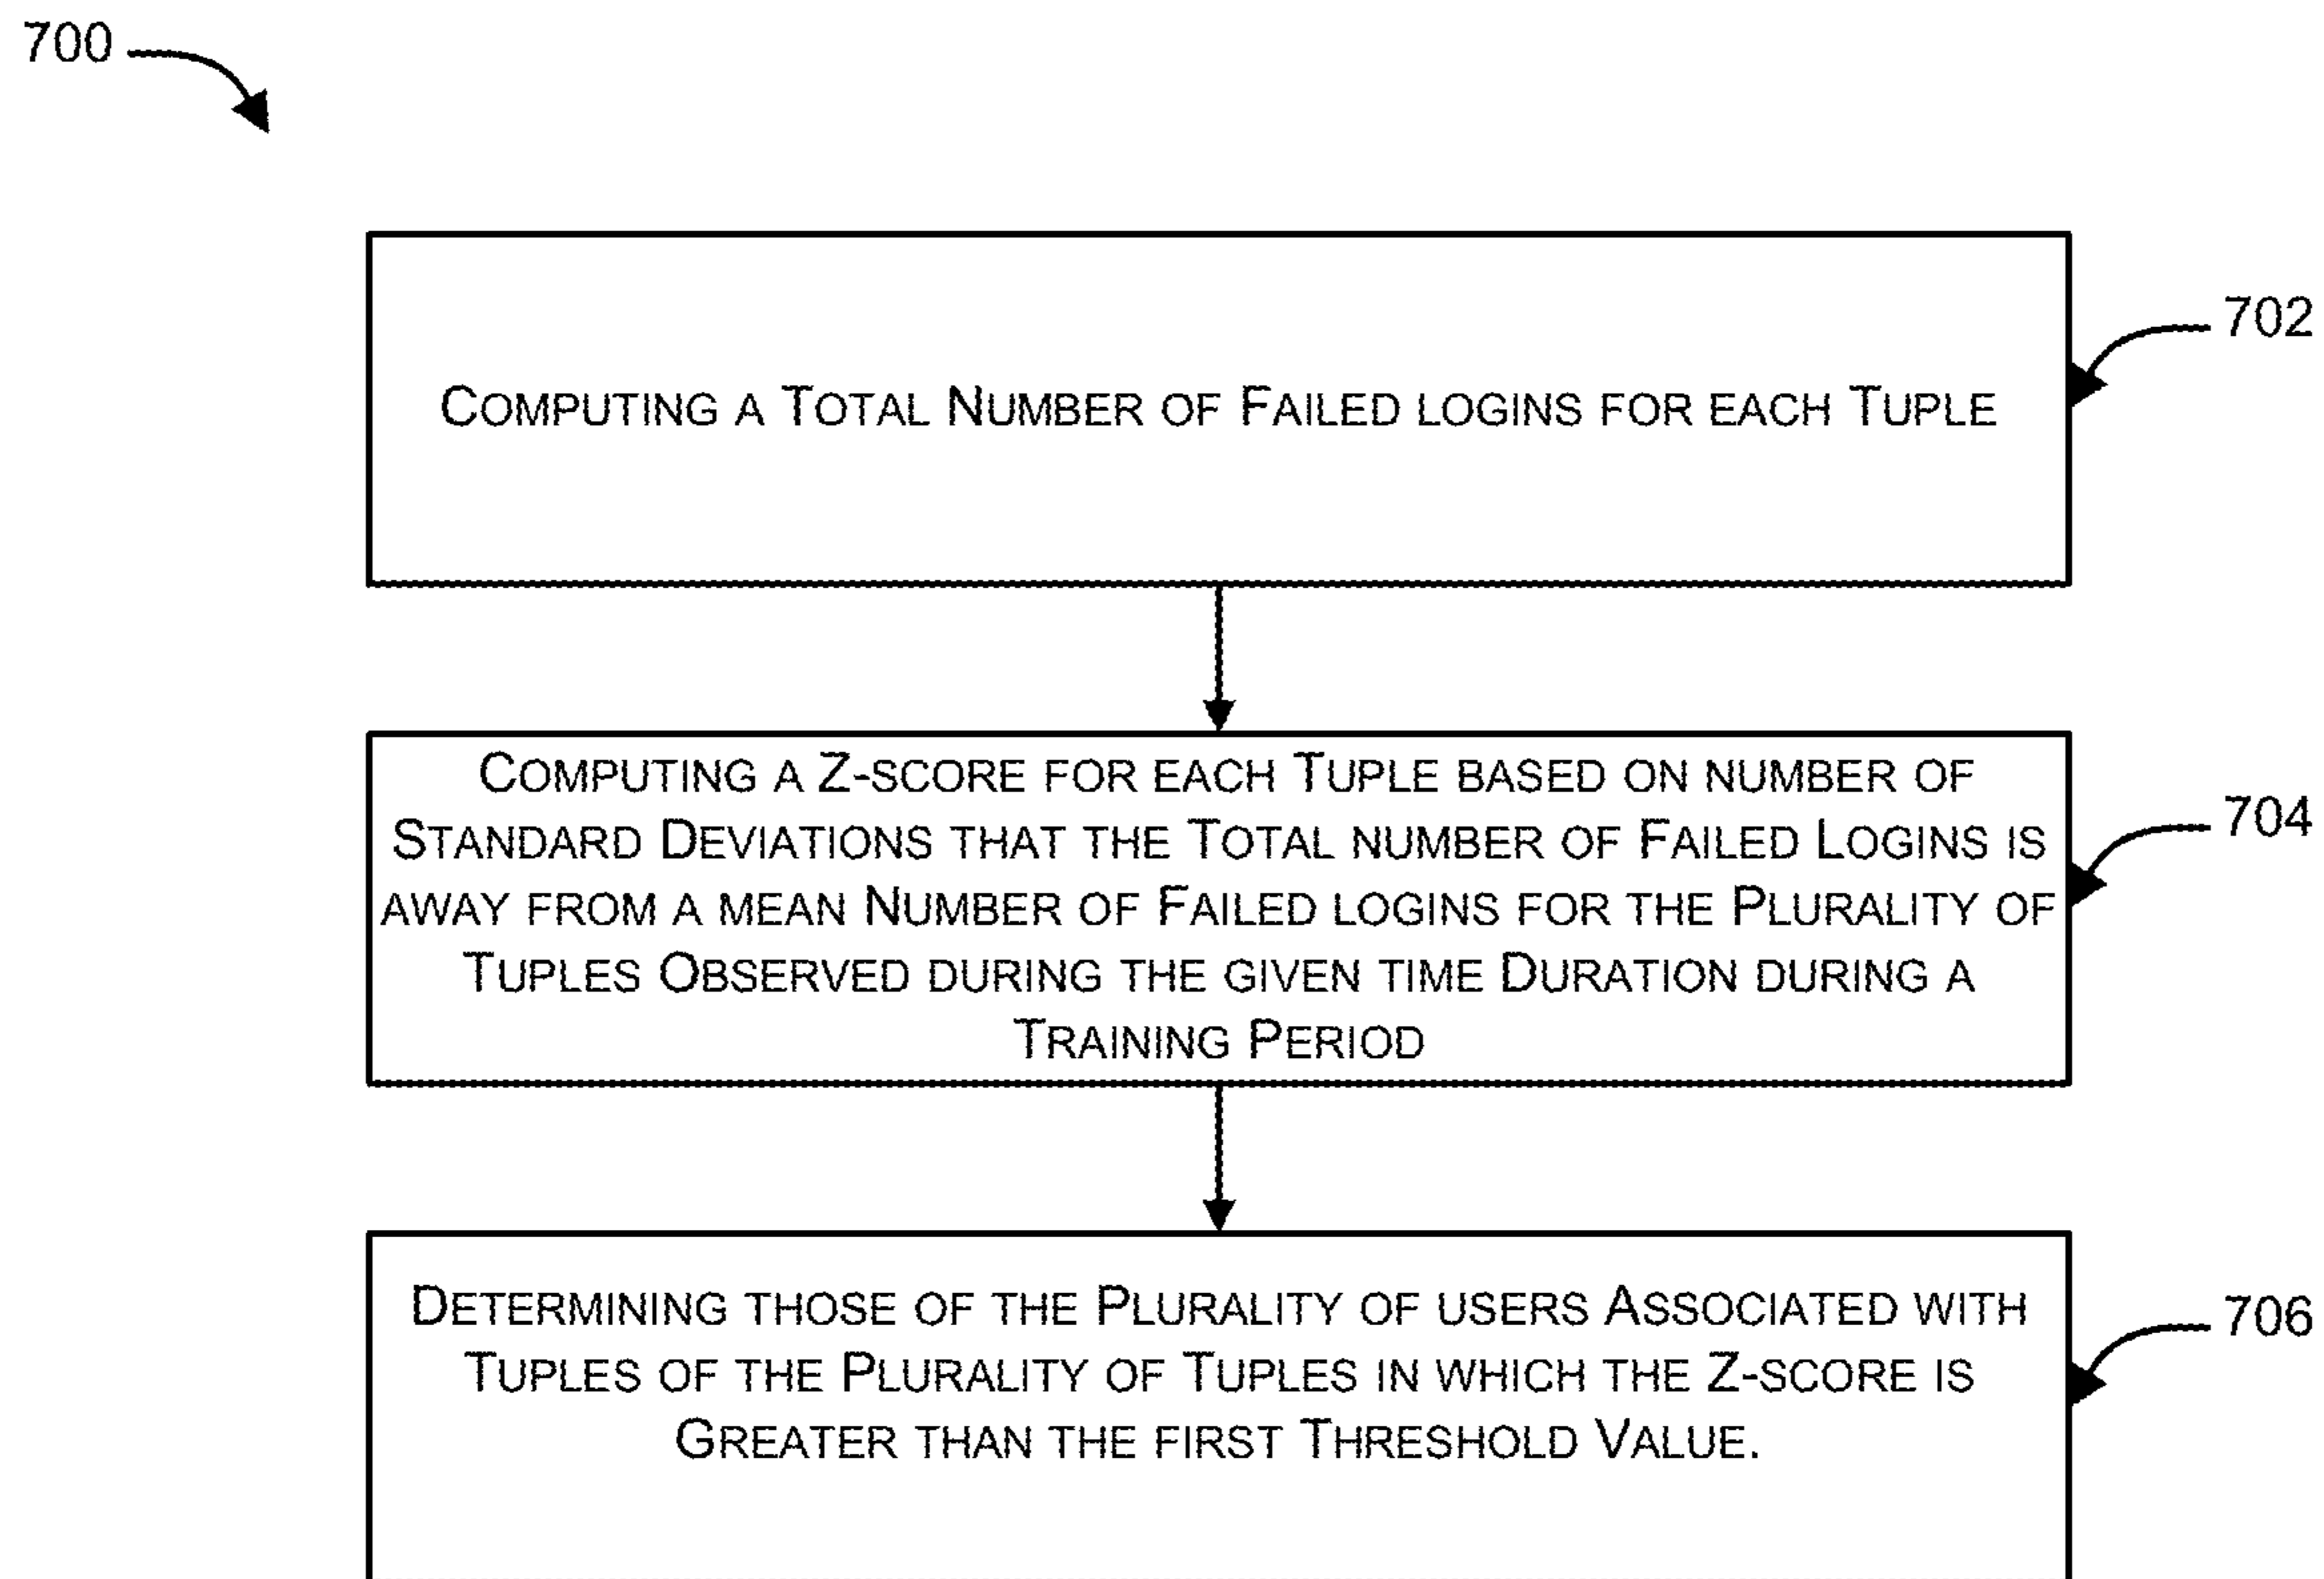 700
702
COMPUTING A TOTAL NUMBER OF FAILED LOGINS FOR EACH TUPLE
COMPUTING A Z-SCORE FOR EACH TUPLE BASED ON NUMBER OF
STANDARD DEVIATIONS THAT THE TOTAL NUMBER OF FAILED LOGINS IS
AWAY FROM A MEAN NUMBER OF FAILED LOGINS FOR THE PLURALITY OF
TUPLES OBSERVED DURING THE GIVEN TIME DURATION DURING A
TRAINING PERIOD
704
DETERMINING THOSE OF THE PLURALITY OF USERS ASSOCIATED WITH
TUPLES OF THE PLURALITY OF TUPLES IN WHICH THE Z-SCORE IS
GREATER THAN THE FIRST THRESHOLD VALUE.
706